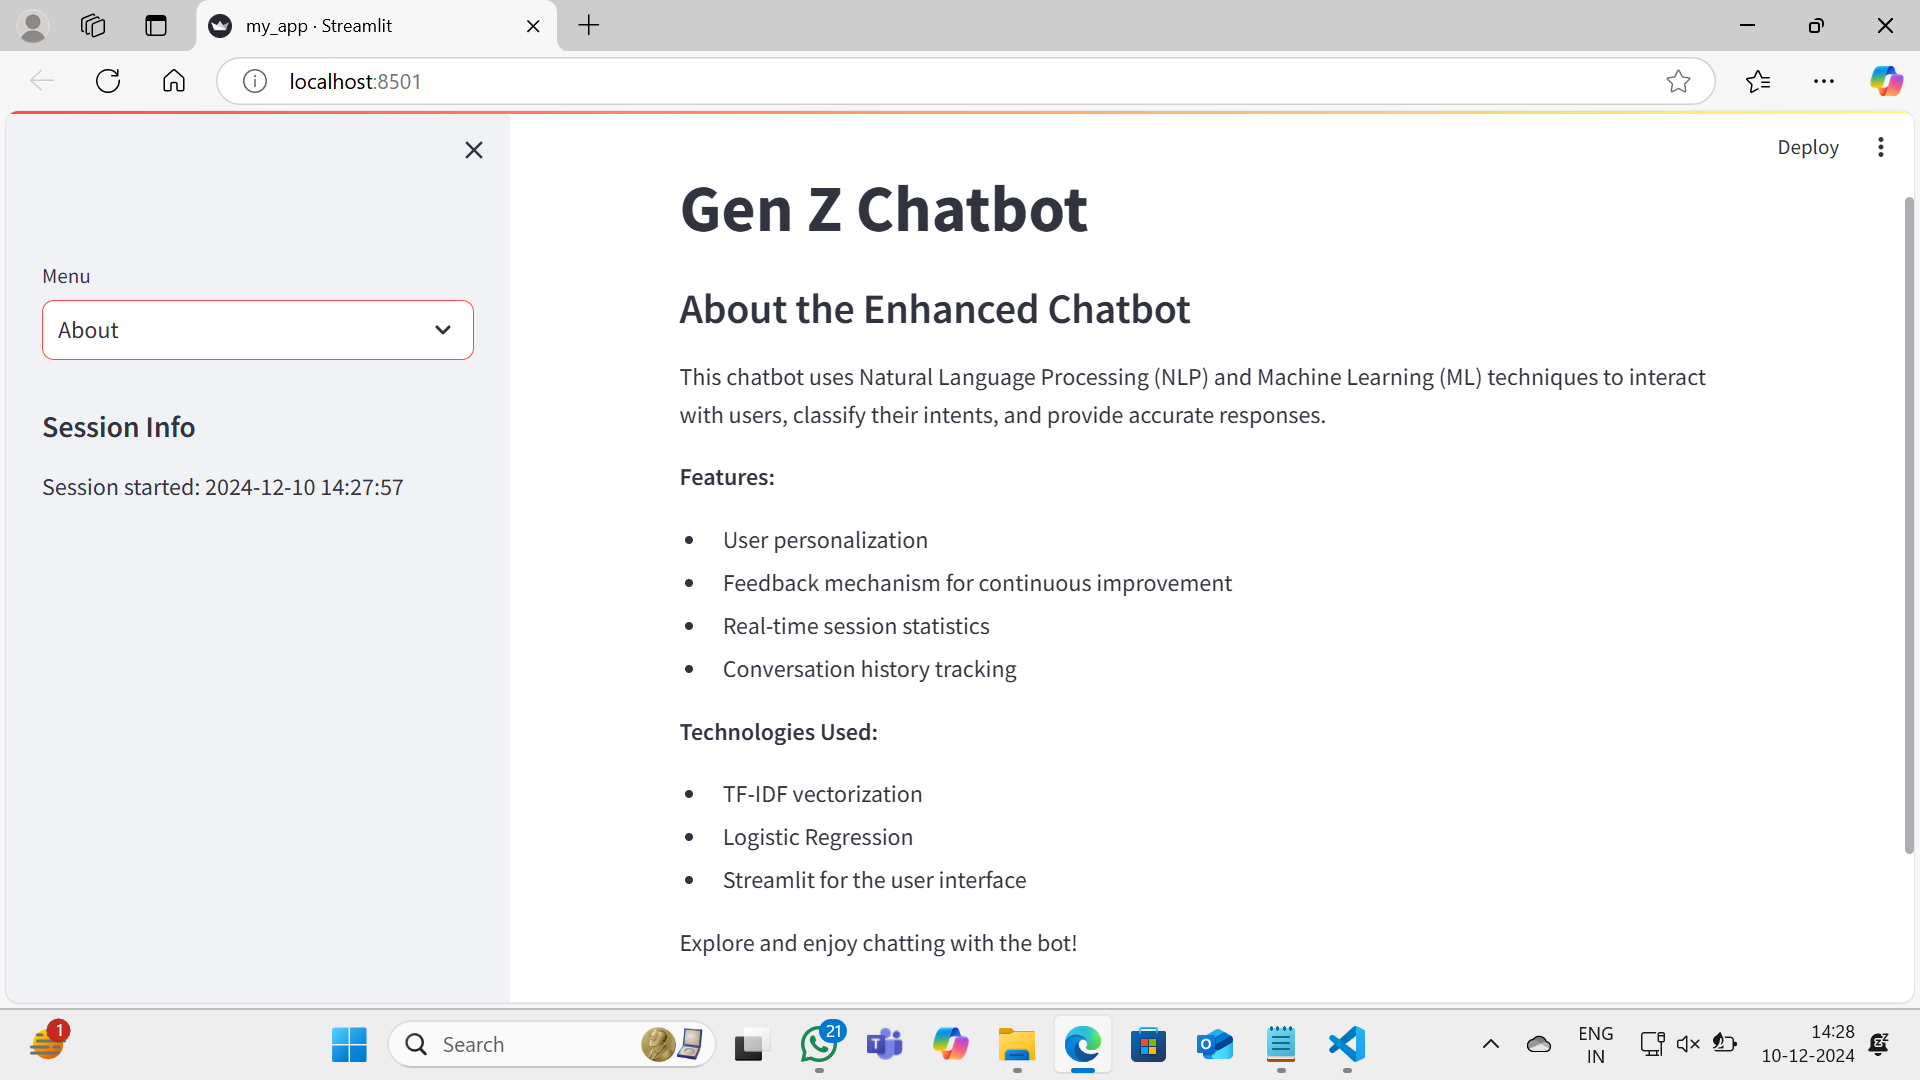 my_app · Streamlit
localhost:8501
Deploy
Menu
About
Session Info
Session started: 2024-12-10 14:27:57
Gen Z Chatbot
About the Enhanced Chatbot
This chatbot uses Natural Language Processing (NLP) and Machine Learning (ML) techniques to interact
with users, classify their intents, and provide accurate responses.
Features:
• User personalization
• Feedback mechanism for continuous improvement
• Real-time session statistics
• Conversation history tracking
Technologies Used:
• TF-IDF vectorization
• Logistic Regression
• Streamlit for the user interface
Explore and enjoy chatting with the bot!
1
Search
21
ENG
IN
14:28
10-12-2024